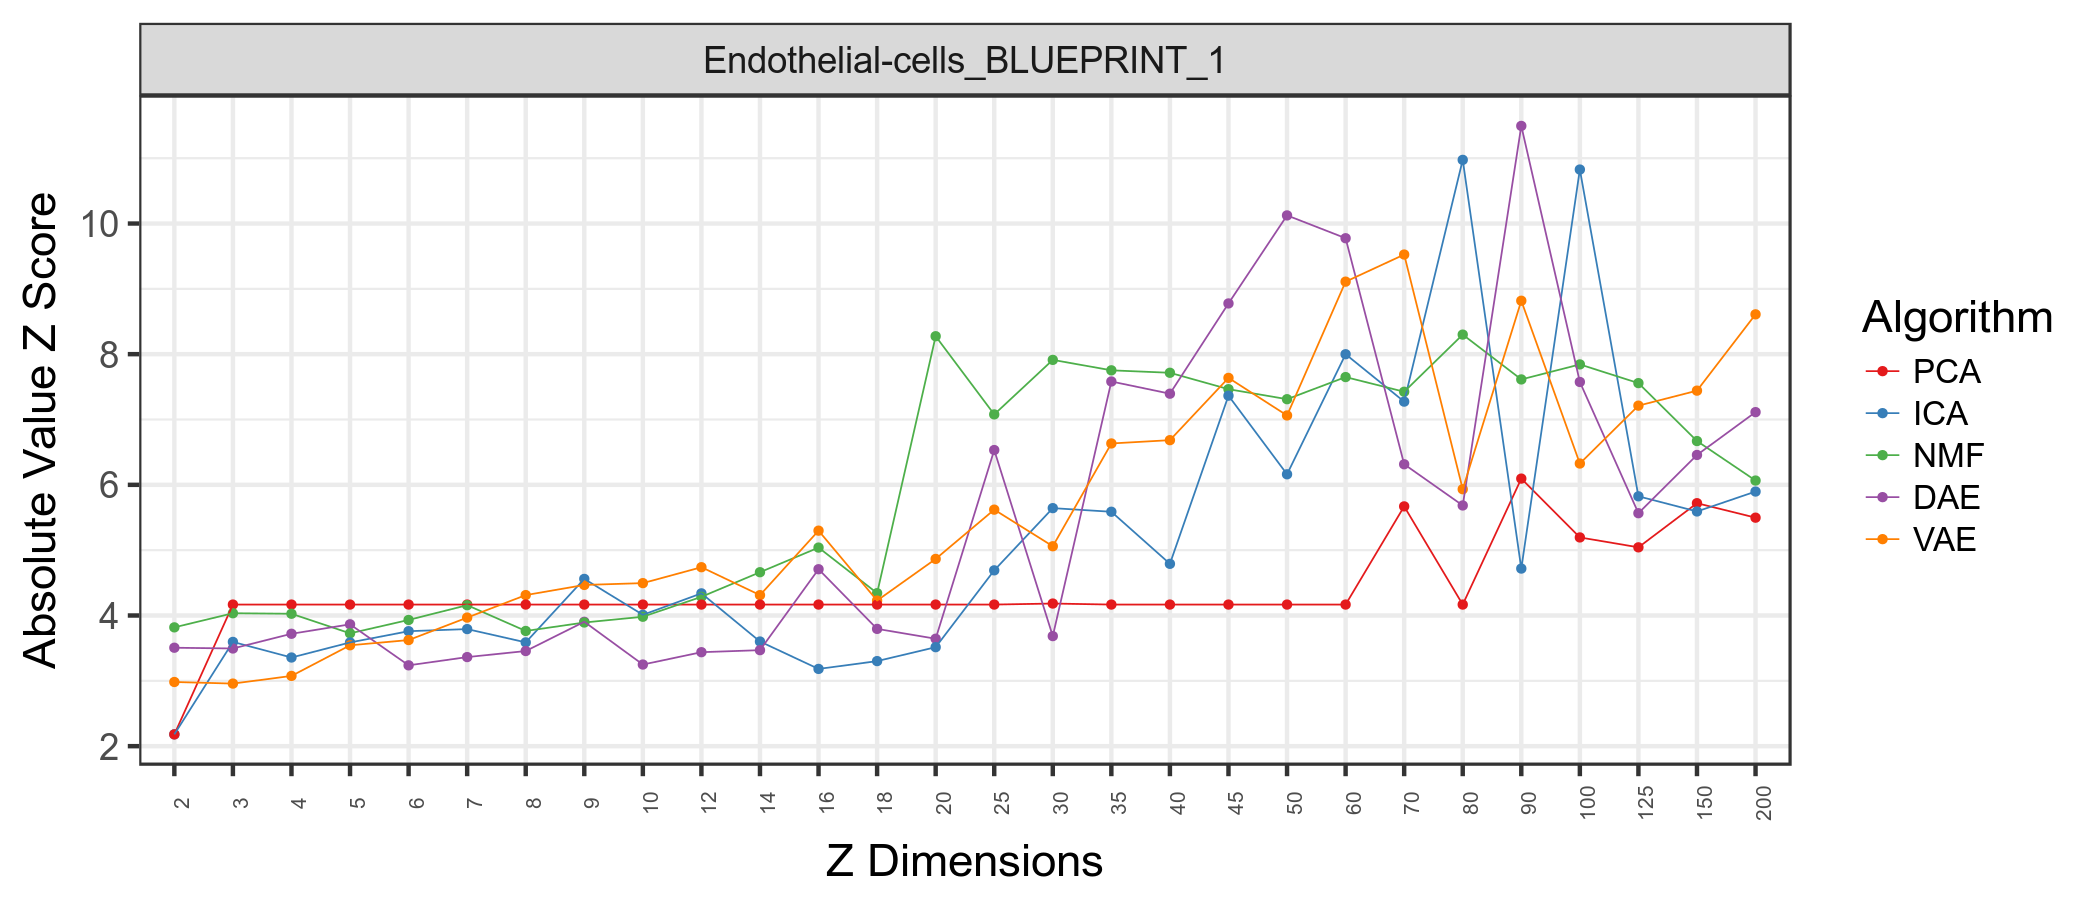 Endothelial-cells_BLUEPRINT_1
Absolute Value Z Score
10
8
6
4
2
2 3 4 5 6 7 8 9 10 12 14 16 18 20 25 30 35 40 45 50 60 70 80 90 100 125 150 200
Z Dimensions
Algorithm
PCA
ICA
NMF
DAE
VAE